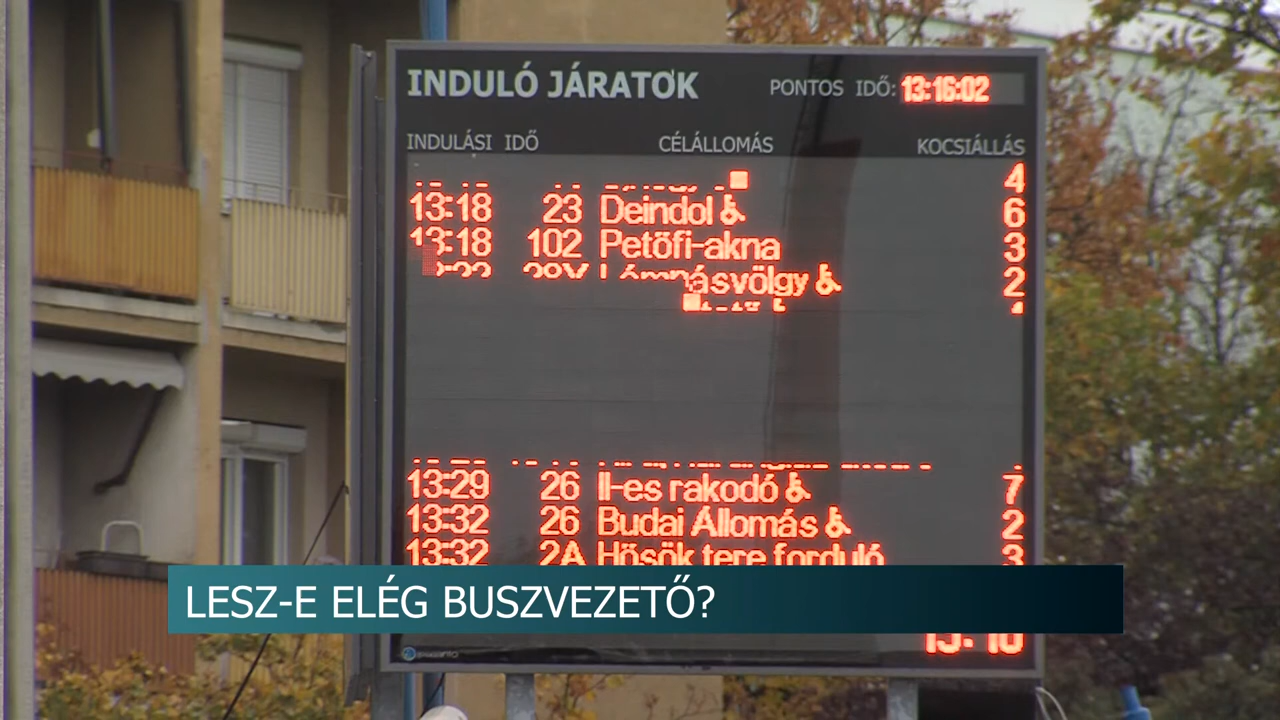 INDULÓ JÁRATOK
PONTOS IDŐ: 13:16:02
INDULÁSI IDŐ CÉLÁLLOMÁS KOCSIÁLLÁS
4
13:18 23 Deindol 6
13:18 102 Petőfi-akna 3
2
13:29 26 II-es rakodó 7
13:32 26 Budai Állomás 2
13:32 2A Hősök tere forduló 3
LESZ-E ELÉG BUSZVEZETŐ?